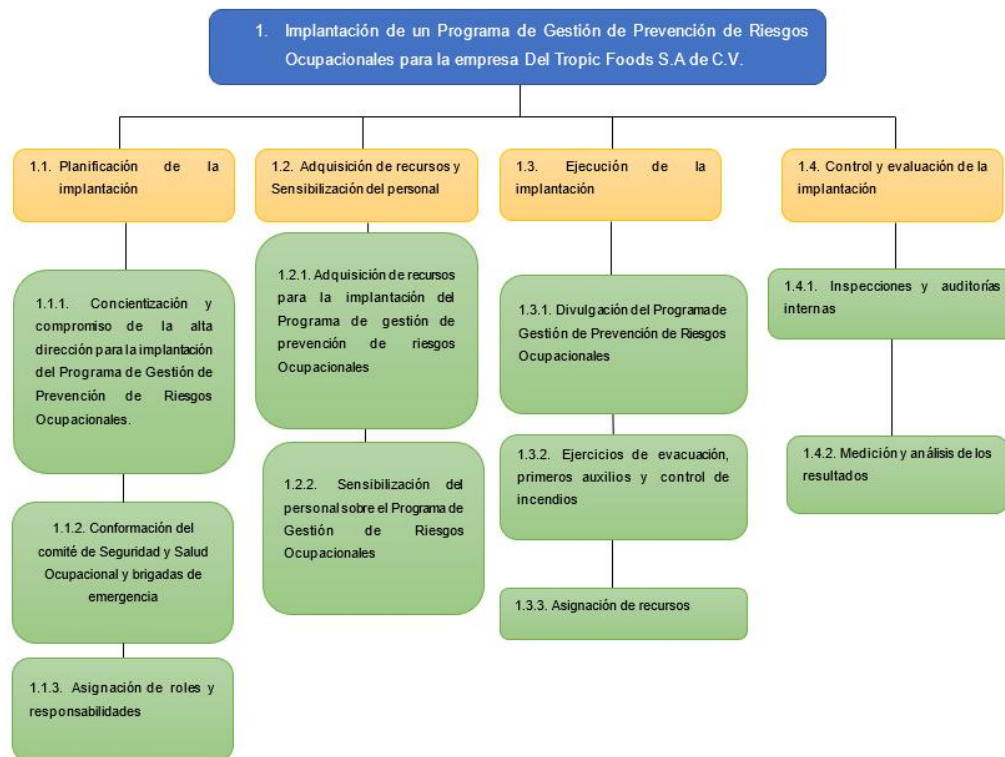 1. Implantación de un Programa de Gestión de Prevención de Riesgos
Ocupacionales para la empresa Del Tropic Foods S.A de C.V.
1.1. Planificación de la
implantación
1.2. Adquisición de recursos y
Sensibilización del personal
1.3. Ejecución de la
implantación
1.4. Control y evaluación de la
implantación
1.1.1. Concientización y
compromiso de la alta
dirección para la implantación
del Programa de Gestión de
Prevención de Riesgos
Ocupacionales.
1.1.2. Conformación del
comité de Seguridad y Salud
Ocupacional y brigadas de
emergencia
1.1.3. Asignación de roles y
responsabilidades
1.2.1. Adquisición de recursos
para la implantación del
Programa de gestión de
prevención de riesgos
Ocupacionales
1.2.2. Sensibilización del
personal sobre el Programa de
Gestión de Riesgos
Ocupacionales
1.3.1. Divulgación del Programa de
Gestión de Prevención de Riesgos
Ocupacionales
1.3.2. Ejercicios de evacuación,
primeros auxilios y control de
incendios
1.3.3. Asignación de recursos
1.4.1. Inspecciones y auditorías
internas
1.4.2. Medición y análisis de los
resultados